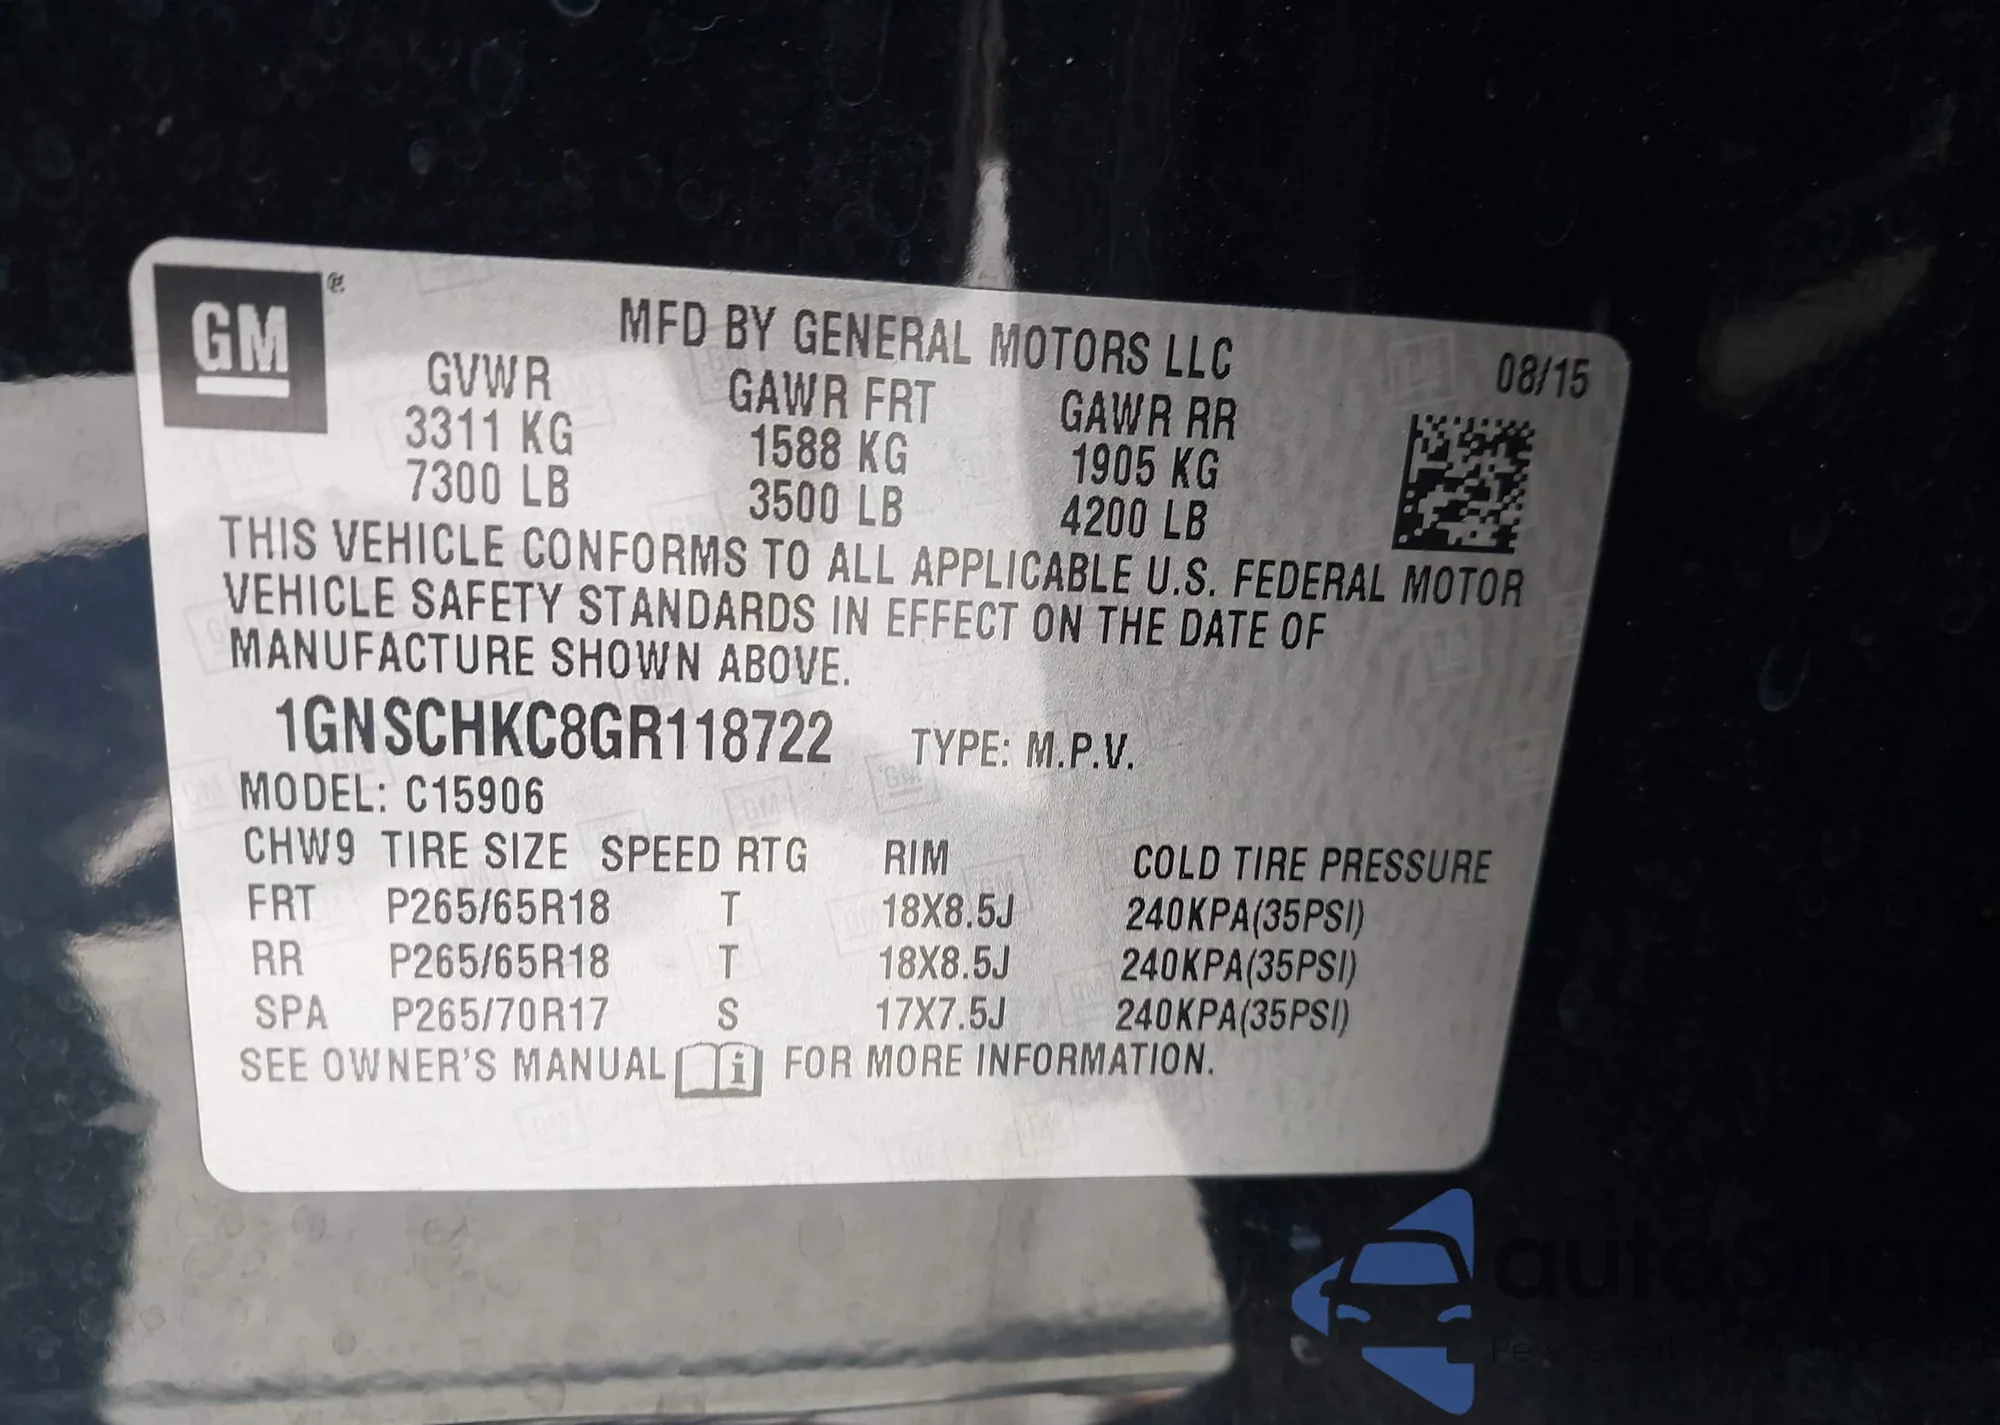 GM ®
MFD BY GENERAL MOTORS LLC
08/15
GVWR GAWR FRT GAWR RR
3311 KG 1588 KG 1905 KG
7300 LB 3500 LB 4200 LB
THIS VEHICLE CONFORMS TO ALL APPLICABLE U.S. FEDERAL MOTOR
VEHICLE SAFETY STANDARDS IN EFFECT ON THE DATE OF
MANUFACTURE SHOWN ABOVE.
1GNSCHKC8GR118722 TYPE: M.P.V.
MODEL: C15906
CHW9 TIRE SIZE SPEED RTG RIM COLD TIRE PRESSURE
FRT P265/65R18 T 18X8.5J 240KPA(35PSI)
RR P265/65R18 T 18X8.5J 240KPA(35PSI)
SPA P265/70R17 S 17X7.5J 240KPA(35PSI)
SEE OWNER'S MANUAL i FOR MORE INFORMATION.